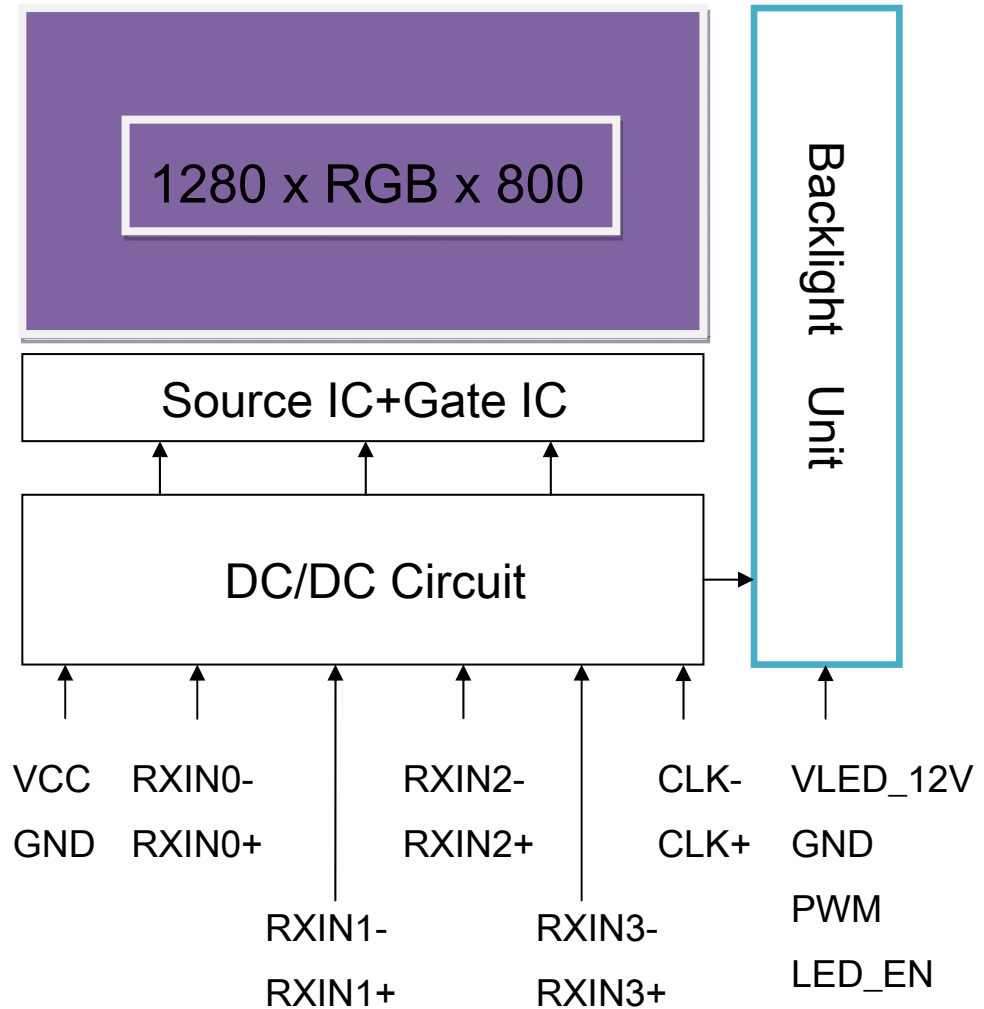 1280 x RGB x 800
Backlight Unit
Source IC+Gate IC
DC/DC Circuit
VCC
GND
RXIN0-
RXIN0+
RXIN1-
RXIN1+
RXIN2-
RXIN2+
RXIN3-
RXIN3+
CLK-
CLK+
VLED_12V
GND
PWM
LED_EN